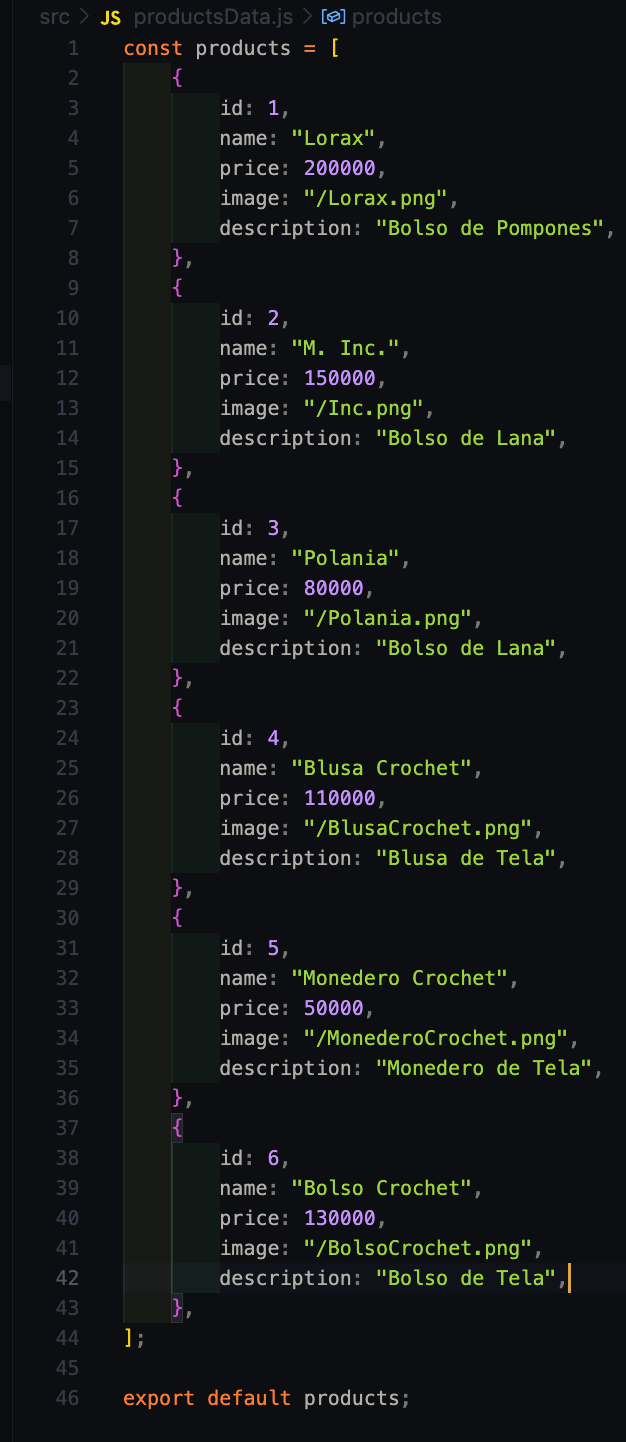 src > JS productsData.js > products
1 const products = [
2 {
3 id: 1,
4 name: "Lorax",
5 price: 200000,
6 image: "/Lorax.png",
7 description: "Bolso de Pompones",
8 },
9 {
10 id: 2,
11 name: "M. Inc.",
12 price: 150000,
13 image: "/Inc.png",
14 description: "Bolso de Lana",
15 },
16 {
17 id: 3,
18 name: "Polania",
19 price: 80000,
20 image: "/Polania.png",
21 description: "Bolso de Lana",
22 },
23 {
24 id: 4,
25 name: "Blusa Crochet",
26 price: 110000,
27 image: "/BlusaCrochet.png",
28 description: "Blusa de Tela",
29 },
30 {
31 id: 5,
32 name: "Monedero Crochet",
33 price: 50000,
34 image: "/MonederoCrochet.png",
35 description: "Monedero de Tela",
36 },
37 {
38 id: 6,
39 name: "Bolso Crochet",
40 price: 130000,
41 image: "/BolsoCrochet.png",
42 description: "Bolso de Tela",
43 },
44 ];
45
46 export default products;